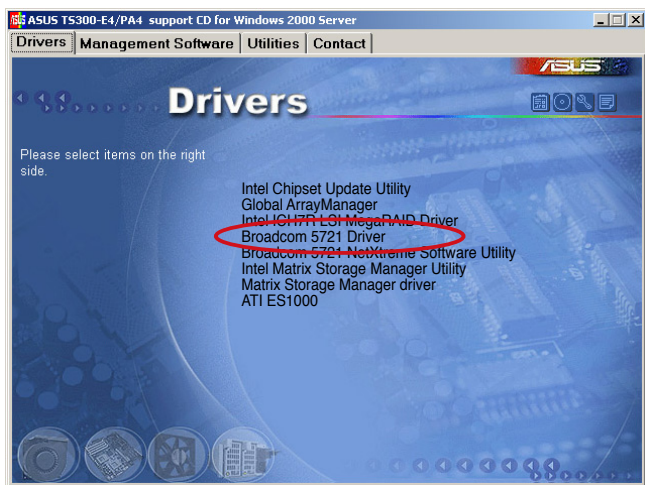 ASUS TS300-E4/PA4 support CD for Windows 2000 Server
Drivers Management Software Utilities Contact
/SUS
Drivers
Please select items on the right
side.
Intel Chipset Update Utility
Global ArrayManager
Intel ICH7R LSI MegaRAID Driver
Broadcom 5721 Driver
Broadcom 5721 NetXtreme Software Utility
Intel Matrix Storage Manager Utility
Matrix Storage Manager driver
ATI ES1000